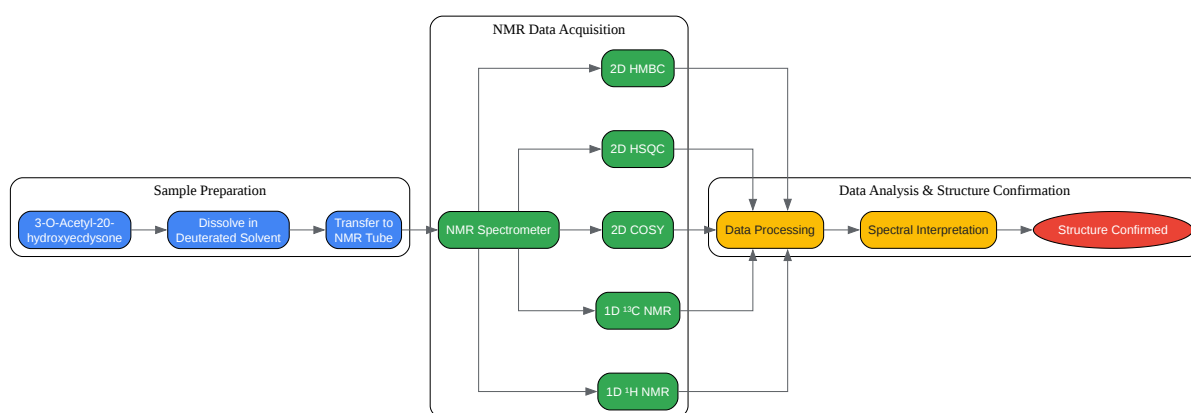 NMR Data Acquisition
2D HMBC
2D HSQC
Sample Preparation
Data Analysis & Structure Confirmation
3-O-Acetyl-20-
hydroxyecdysone
Dissolve in
Deuterated Solvent
Transfer to
NMR Tube
NMR Spectrometer
2D COSY
Data Processing
Spectral Interpretation
Structure Confirmed
1D ¹³C NMR
1D ¹H NMR